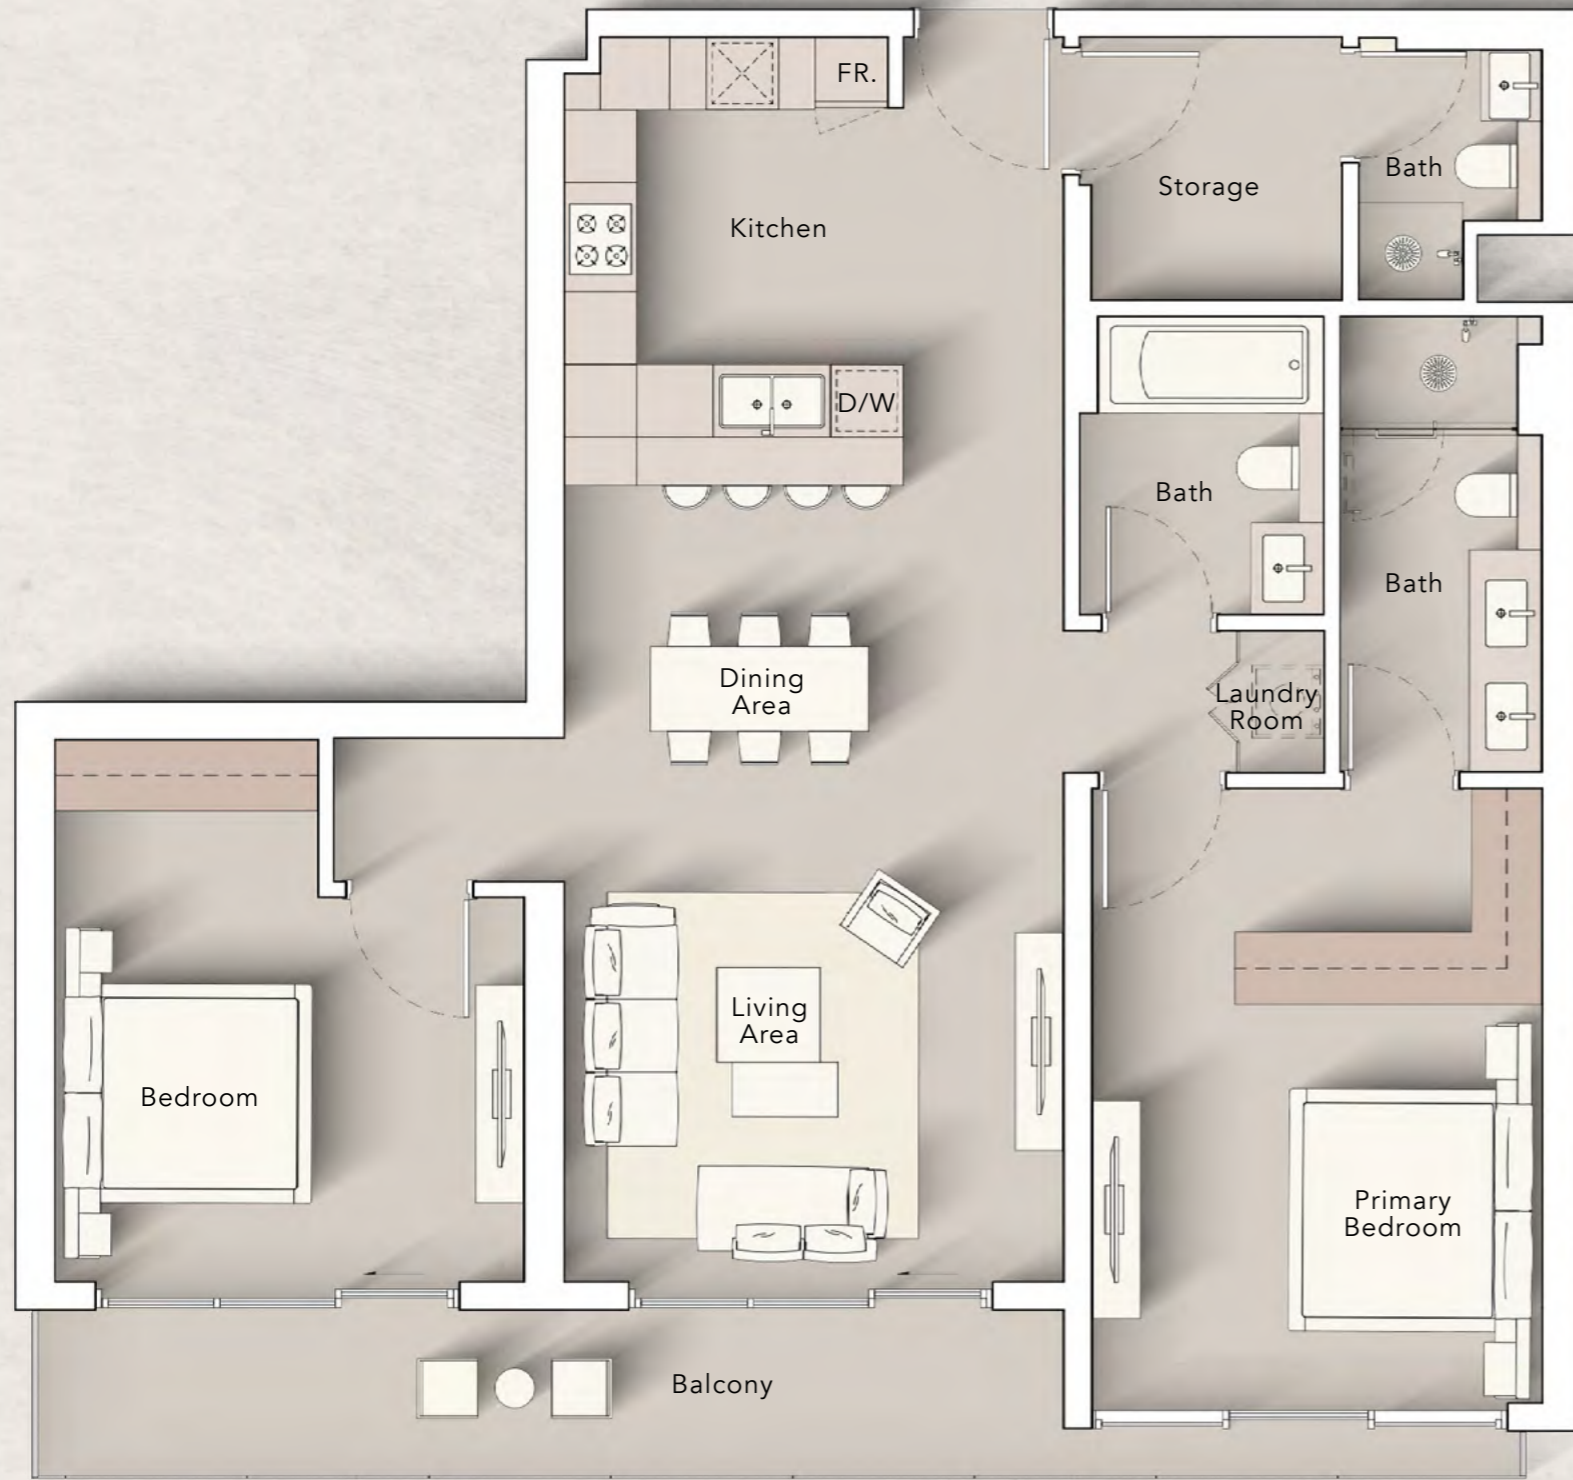 FR.
Bath
Storage
Kitchen
D/W
Bath
Bath
Dining
Area
Laundry
Room
Living
Area
Bedroom
Primary
Bedroom
Balcony